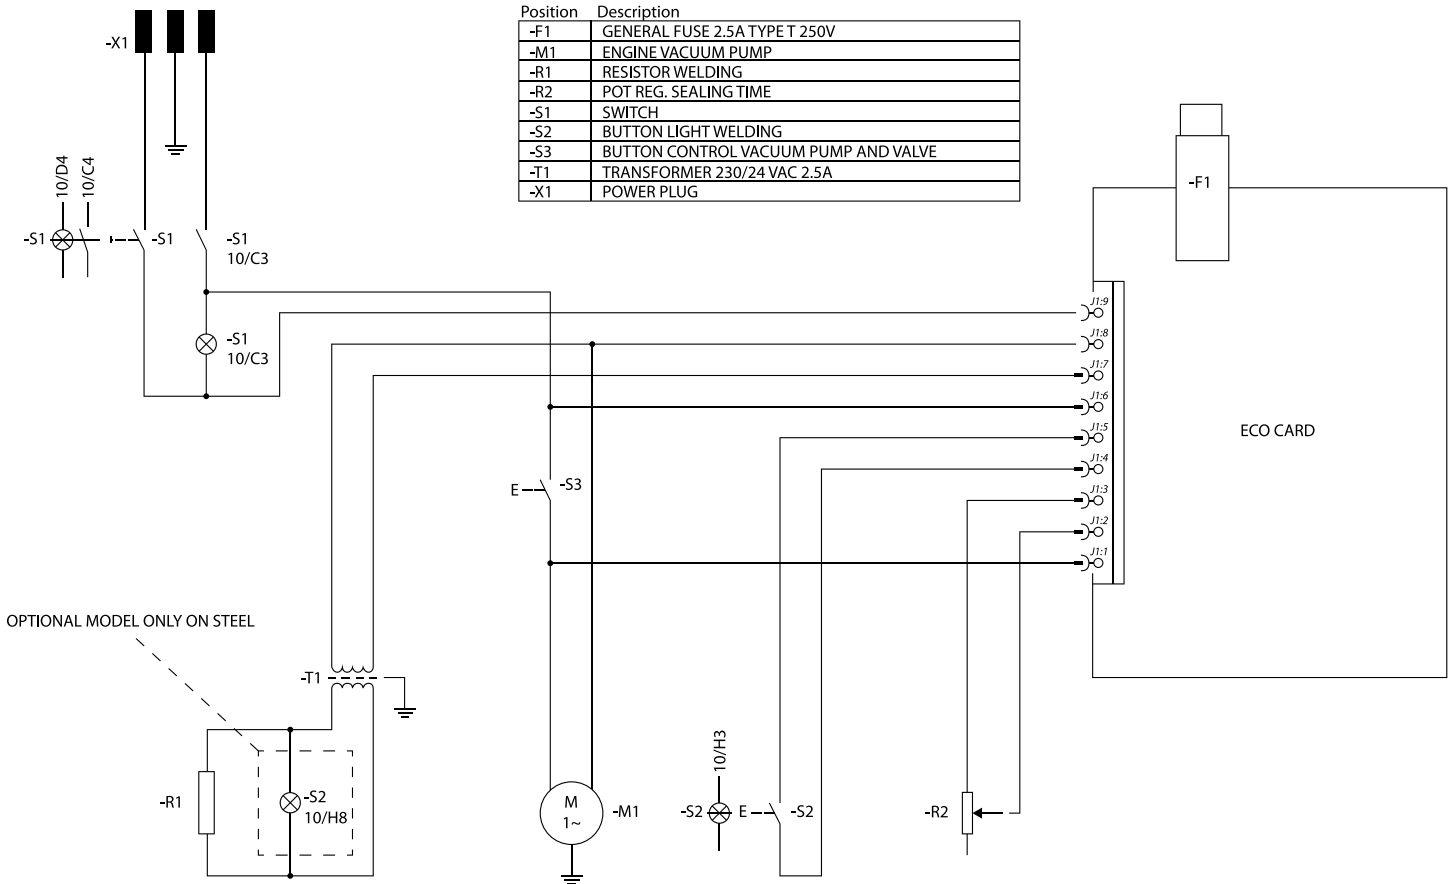 Position Description
-F1 GENERAL FUSE 2.5A TYPE T 250V
-M1 ENGINE VACUUM PUMP
-R1 RESISTOR WELDING
-R2 POT REG. SEALING TIME
-S1 SWITCH
-S2 BUTTON LIGHT WELDING
-S3 BUTTON CONTROL VACUUM PUMP AND VALVE
-T1 TRANSFORMER 230/24 VAC 2.5A
-X1 POWER PLUG
-X1
10/D4
10/C4
-S1
-S1
-S1
10/C3
-S1
10/C3
-F1
J1:9
J1:8
J1:7
J1:6
J1:5
J1:4
J1:3
J1:2
J1:1
ECO CARD
E
-S3
OPTIONAL MODEL ONLY ON STEEL
-T1
-R1
-S2
10/H8
M
1~
-M1
10/H3
-S2
E
-S2
-R2